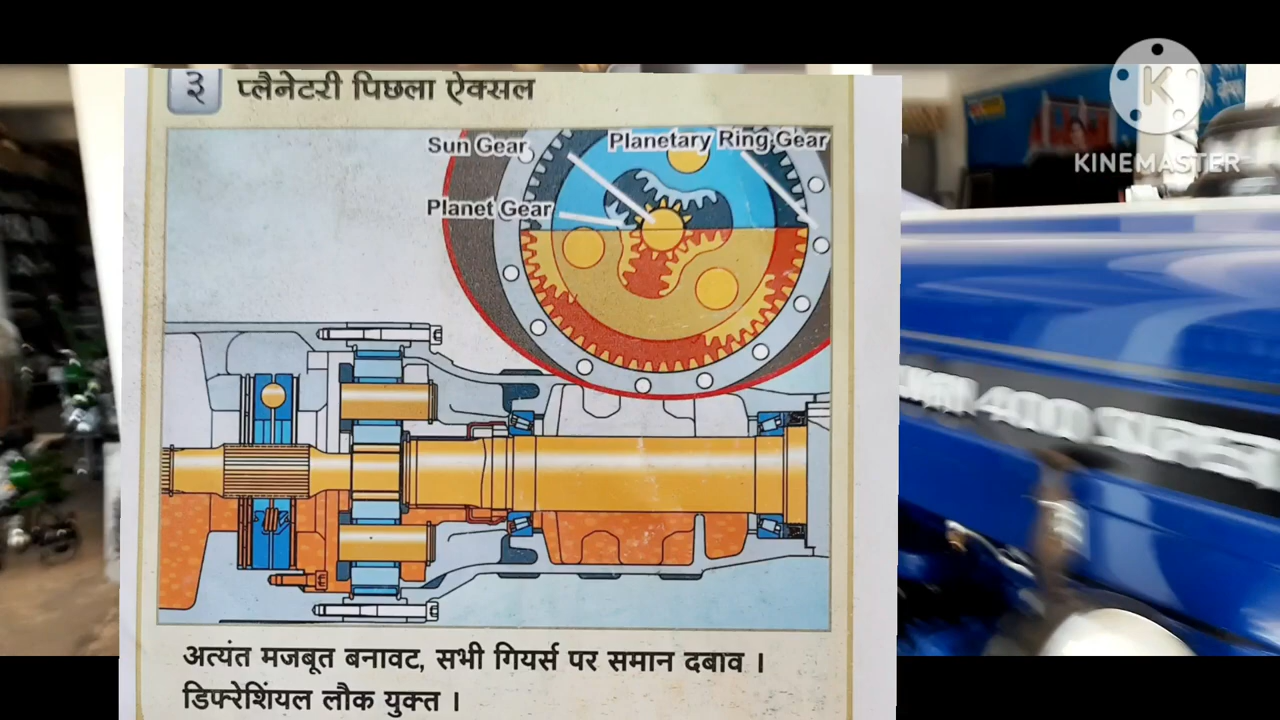 ३ प्लैनेटरी पिछला ऐक्सल
Sun Gear
Planetary Ring Gear
Planet Gear
अत्यंत मजबूत बनावट, सभी गियर्स पर समान दबाव ।
डिफ्रेशिंयल लौक युक्त ।
K
KINEMASTER
4000